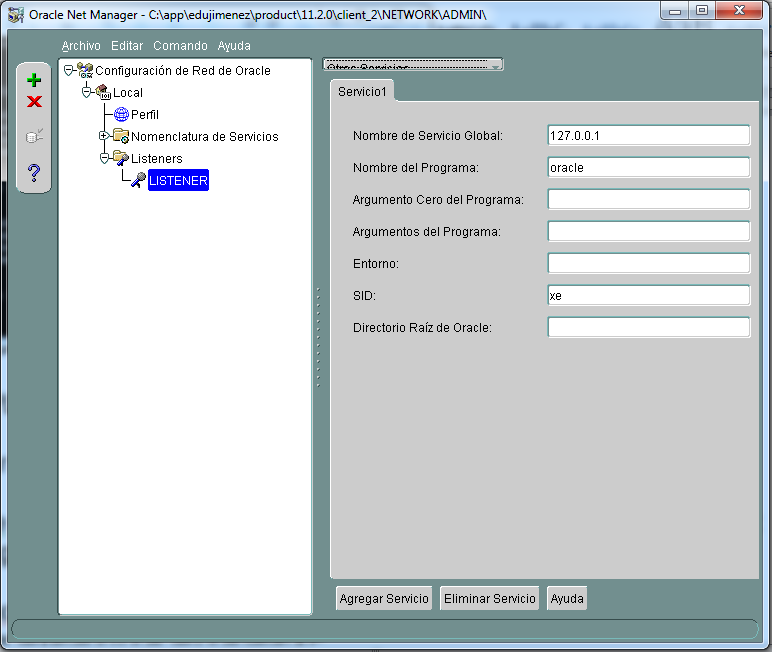 Oracle Net Manager - C:\app\edujimenez\product\11.2.0\client_2\NETWORK\ADMIN\
Archivo Editar Comando Ayuda
Configuración de Red de Oracle
Local
Perfil
Nomenclatura de Servicios
Listeners
LISTENER
Otros Servicios
Servicio1
Nombre de Servicio Global: 127.0.0.1
Nombre del Programa: oracle
Argumento Cero del Programa:
Argumentos del Programa:
Entorno:
SID: xe
Directorio Raíz de Oracle:
Agregar Servicio Eliminar Servicio Ayuda